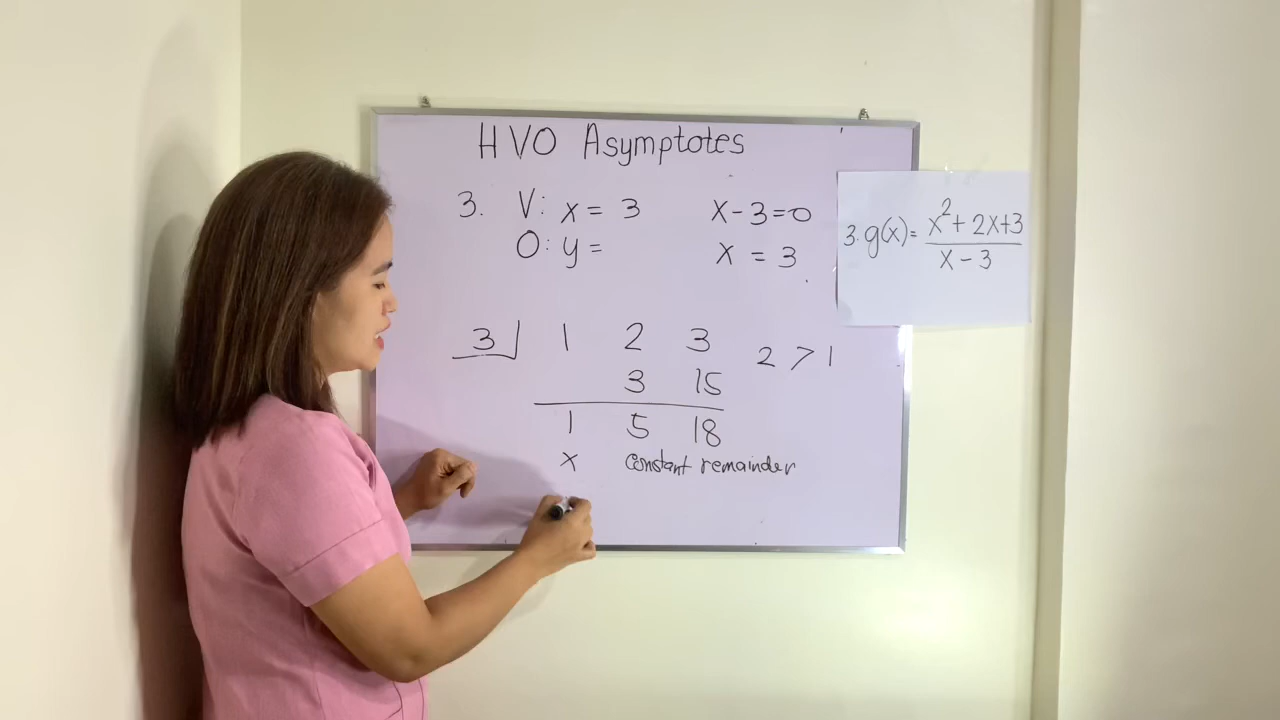 HVO Asymptotes
3. V: x = 3
O: y =
x-3=0
x = 3
3. g(x)= x²+2x+3
x-3
3 1 2 3
3 15
1 5 18
x constant remainder
2 > 1